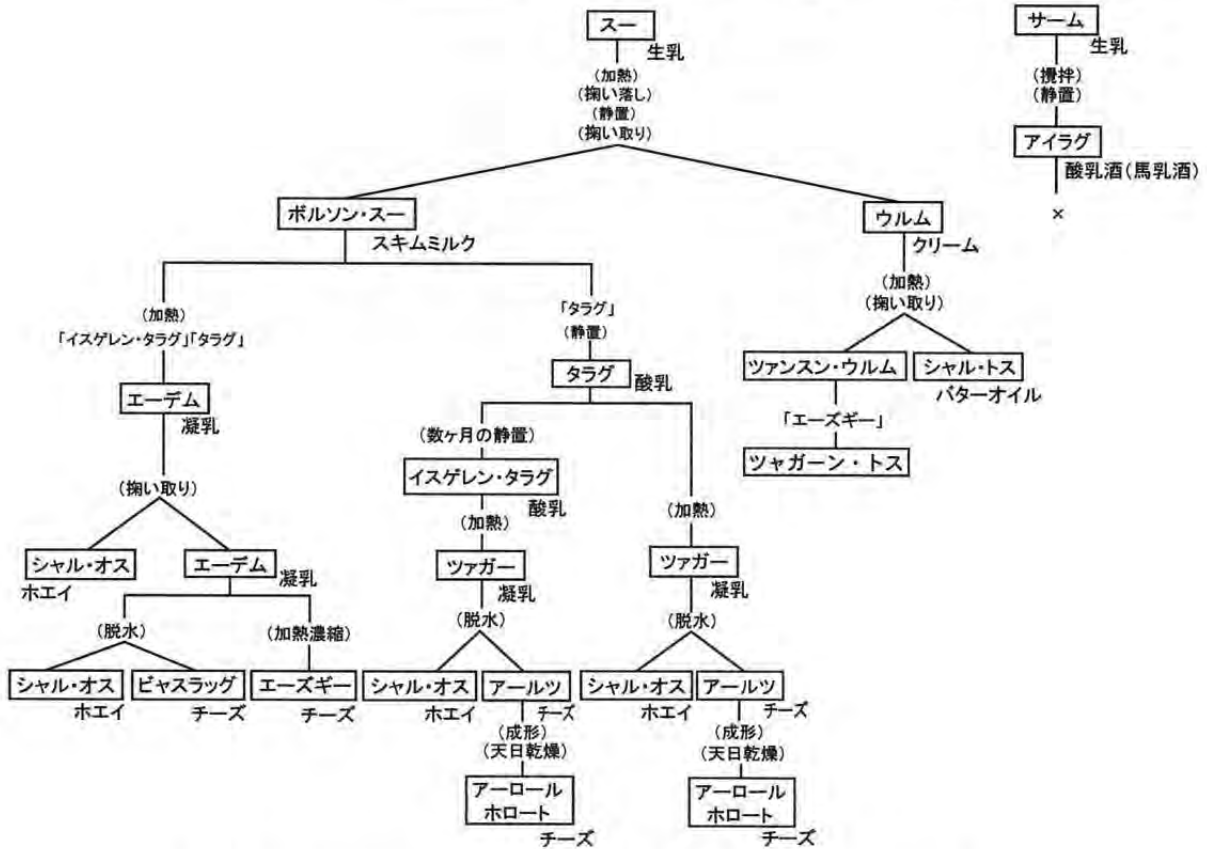 スー
生乳
(加熱)
(掬い落し)
(静置)
(掬い取り)
サーム
生乳
(攪拌)
(静置)
アイラグ
酸乳酒(馬乳酒)
×
ボルソン・スー
スキムミルク
ウルム
クリーム
(加熱)
「イスゲレン・タラグ」「タラグ」
「タラグ」
(静置)
(加熱)
(掬い取り)
エーデム
凝乳
タラグ
酸乳
ツァンスン・ウルム
シャル・トス
バターオイル
「エーズギー」
ツャガーン・トス
(掬い取り)
(数ヶ月の静置)
イスゲレン・タラグ
酸乳
(加熱)
(加熱)
シャル・オス
ホエイ
エーデム
凝乳
ツァガー
凝乳
ツァガー
凝乳
(脱水)
(加熱濃縮)
(脱水)
(脱水)
シャル・オス
ホエイ
ビャスラッグ
チーズ
エーズギー
チーズ
シャル・オス
ホエイ
アールツ
チーズ
シャル・オス
ホエイ
アールツ
チーズ
(成形)
(天日乾燥)
(成形)
(天日乾燥)
アーロール
ホロート
チーズ
アーロール
ホロート
チーズ